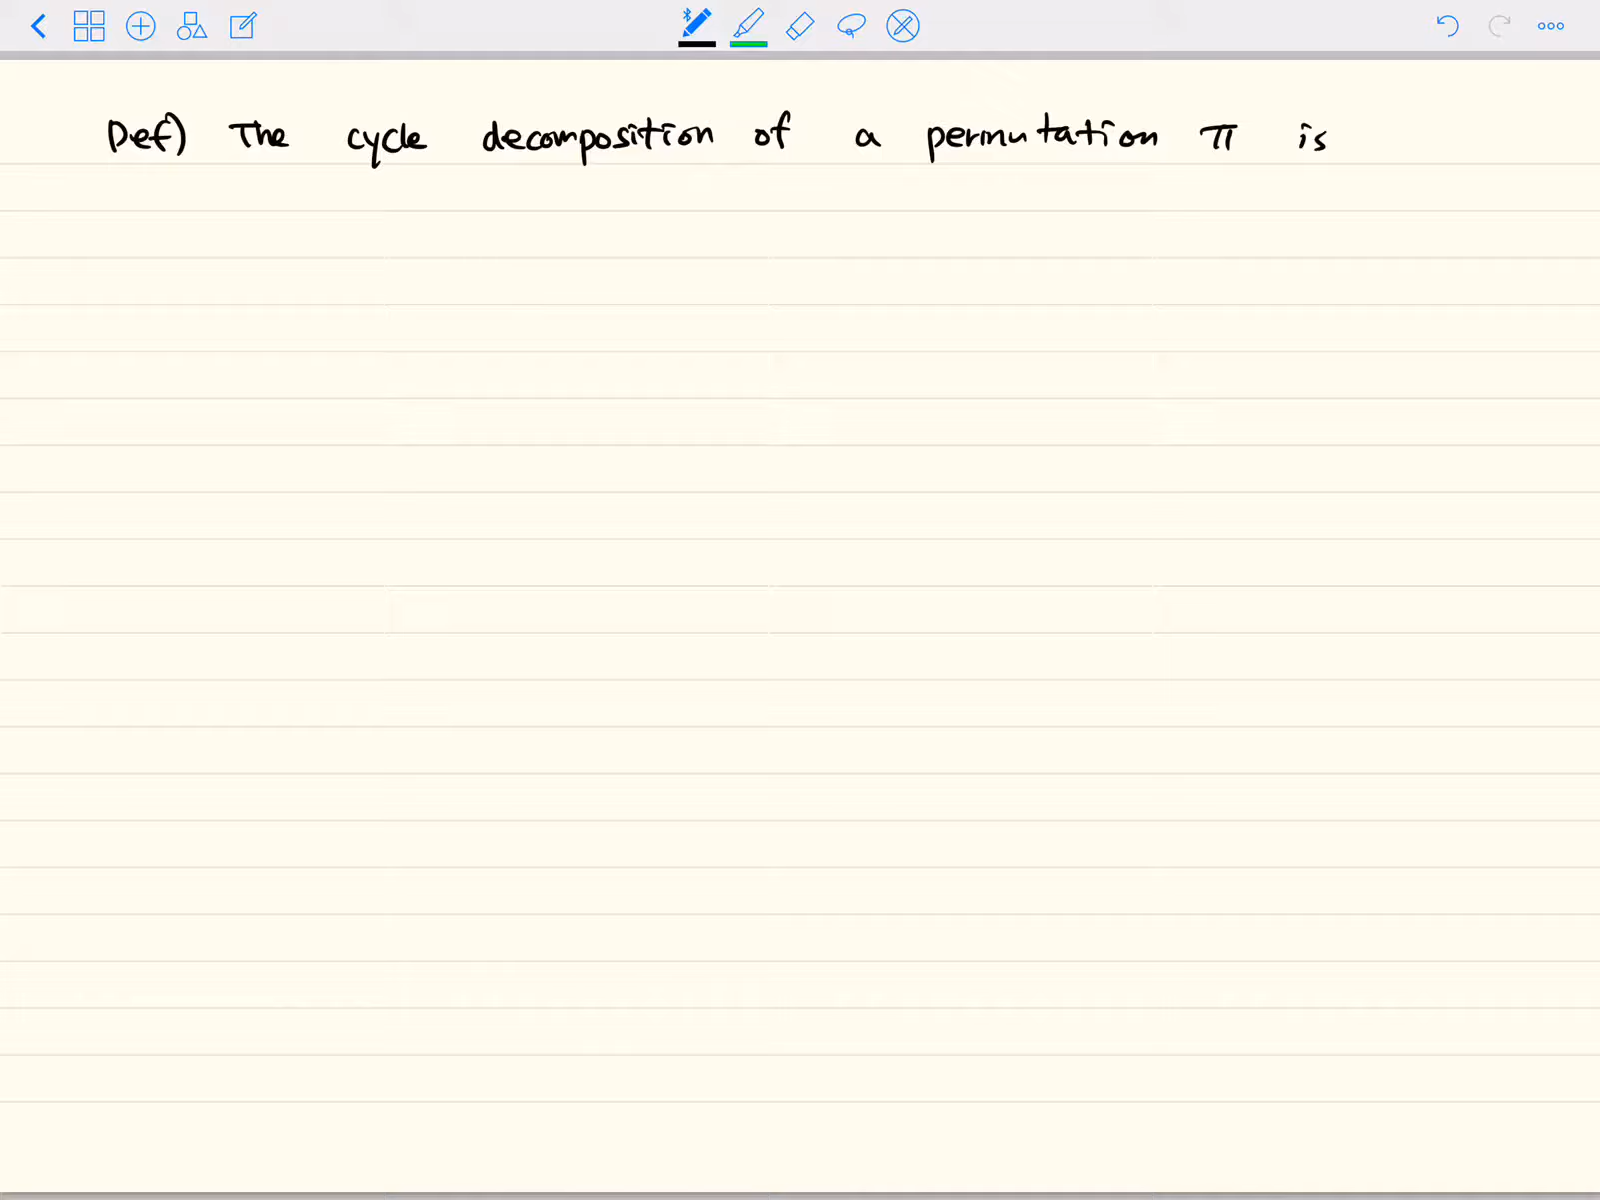 Def) The cycle decomposition of a permutation π is